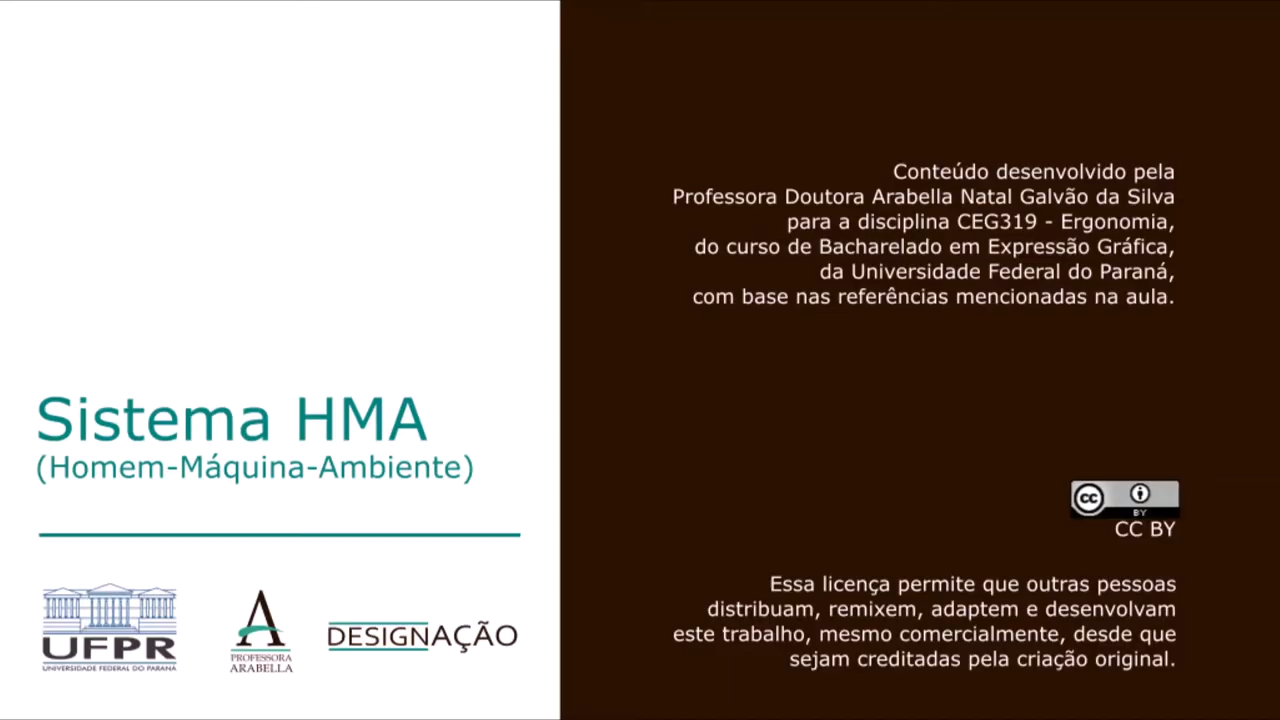 Sistema HMA
(Homem-Máquina-Ambiente)
UFPR
UNIVERSIDADE FEDERAL DO PARANÁ
A
PROFESSORA
ARABELLA
DESIGNAÇÃO
Conteúdo desenvolvido pela
Professora Doutora Arabella Natal Galvão da Silva
para a disciplina CEG319 - Ergonomia,
do curso de Bacharelado em Expressão Gráfica,
da Universidade Federal do Paraná,
com base nas referências mencionadas na aula.
cc
BY
CC BY
Essa licença permite que outras pessoas
distribuam, remixem, adaptem e desenvolvam
este trabalho, mesmo comercialmente, desde que
sejam creditadas pela criação original.